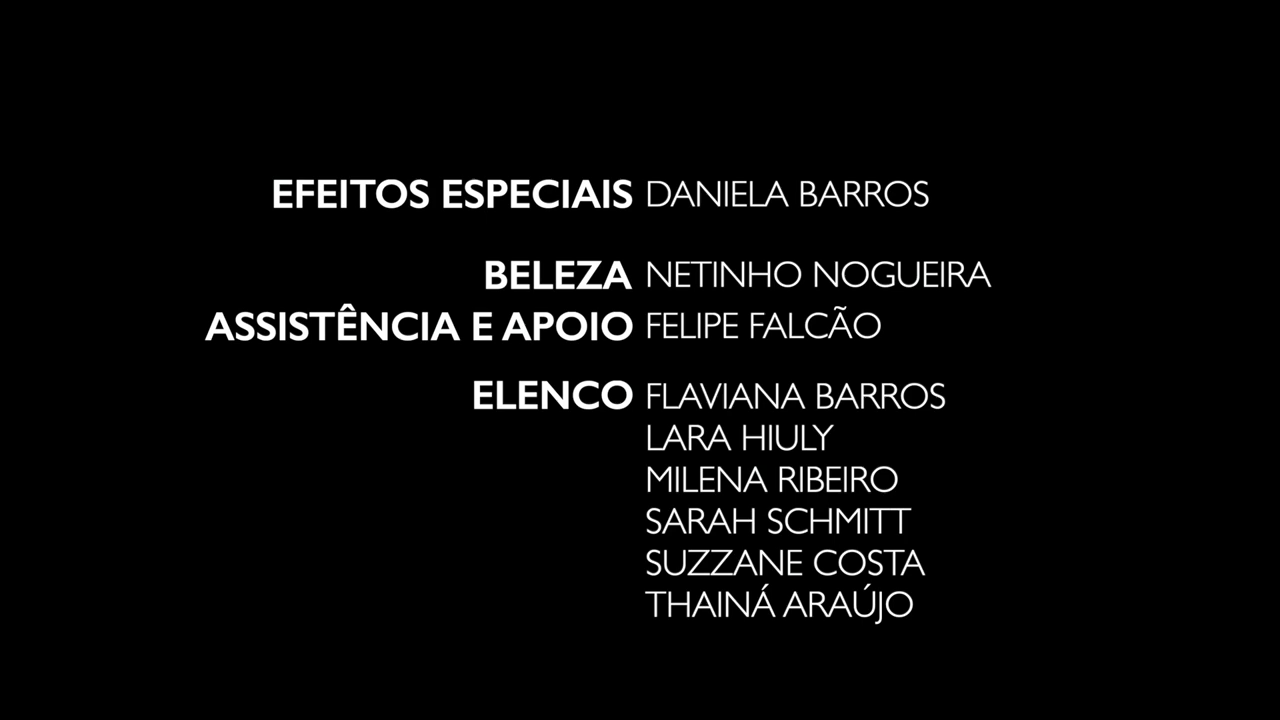 EFEITOS ESPECIAIS DANIELA BARROS
BELEZA NETINHO NOGUEIRA
ASSISTÊNCIA E APOIO FELIPE FALCÃO
ELENCO FLAVIANA BARROS
LARA HIULY
MILENA RIBEIRO
SARAH SCHMITT
SUZZANE COSTA
THAINÁ ARAÚJO